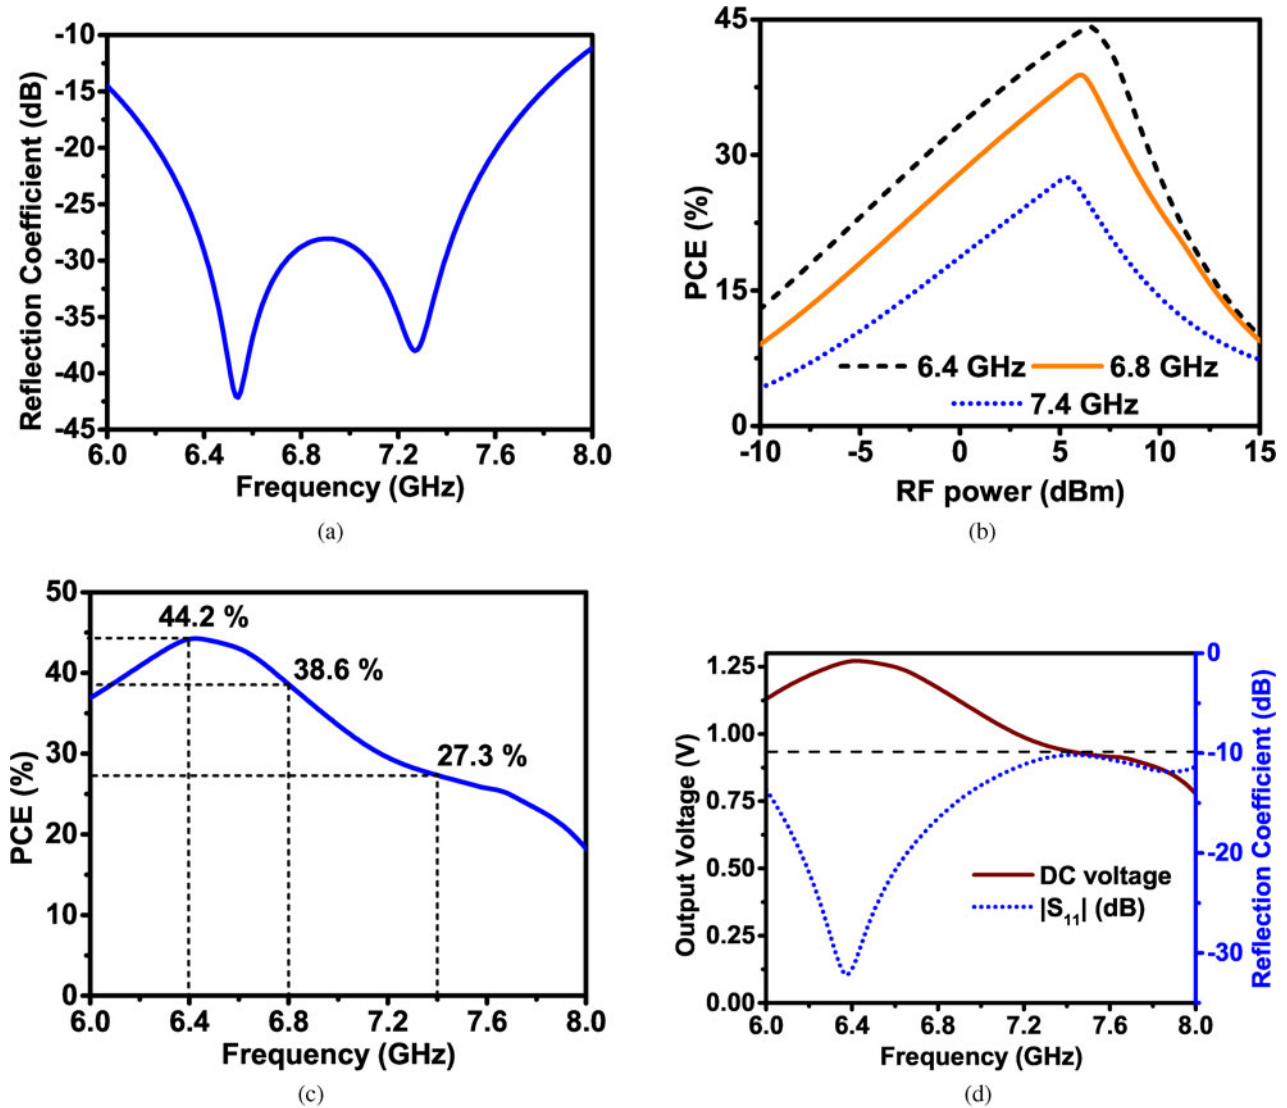 Reflection Coefficient (dB)
-10
-15
-20
-25
-30
-35
-40
-45
6.0 6.4 6.8 7.2 7.6 8.0
Frequency (GHz)
(a)
PCE (%)
45
30
15
0
6.4 GHz 6.8 GHz
7.4 GHz
-10 -5 0 5 10 15
RF power (dBm)
(b)
PCE (%)
50
40
30
20
10
0
44.2 %
38.6 %
27.3 %
6.0 6.4 6.8 7.2 7.6 8.0
Frequency (GHz)
(c)
Output Voltage (V)
1.25
1.00
0.75
0.50
0.25
0.00
DC voltage
|S11| (dB)
0
-10
-20
-30
Reflection Coefficient (dB)
6.0 6.4 6.8 7.2 7.6 8.0
Frequency (GHz)
(d)